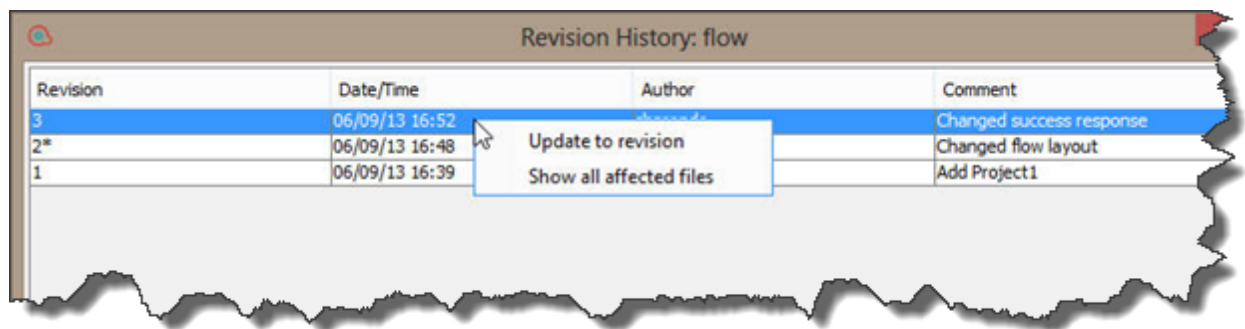 Revision History: flow
Revision Date/Time Author Comment
3 06/09/13 16:52 Changed success response
2* 06/09/13 16:48 Changed flow layout
Update to revision
1 06/09/13 16:39 Add Project1
Show all affected files